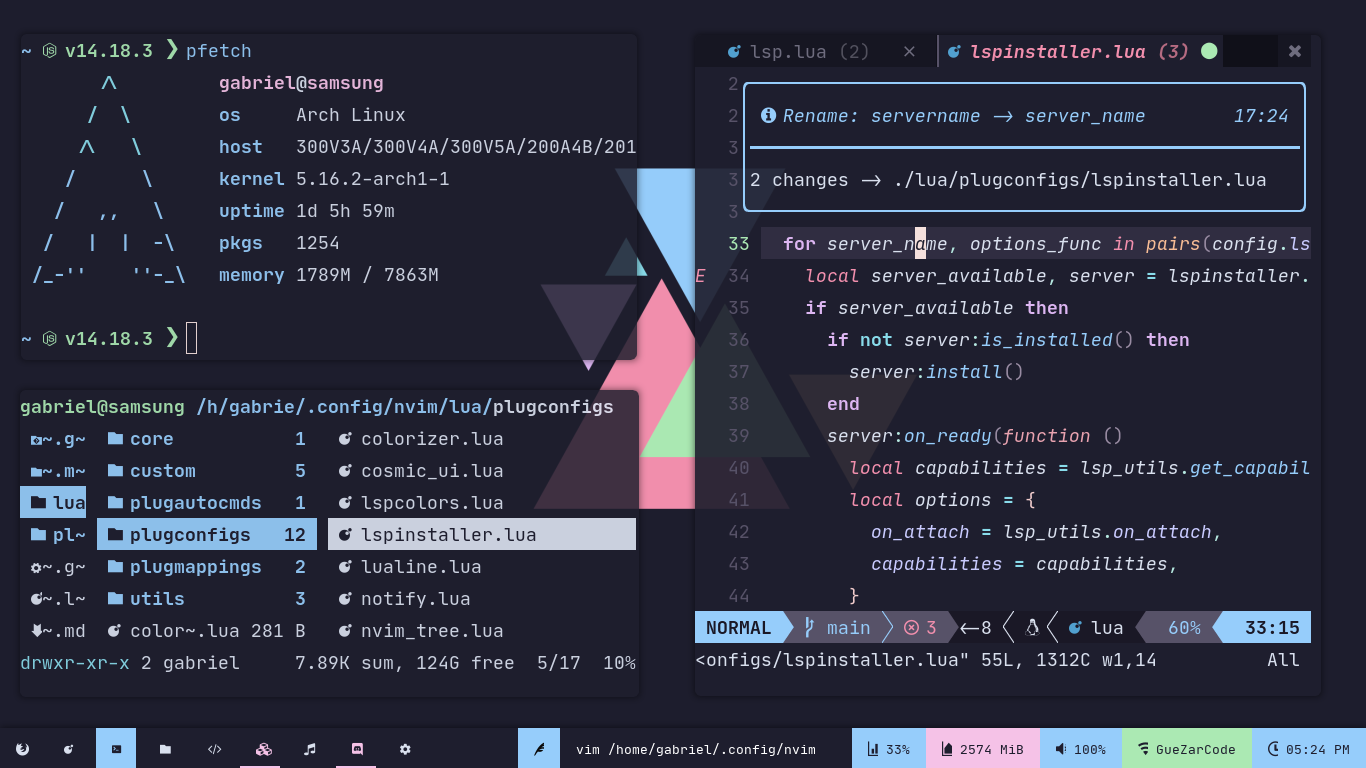 ~ v14.18.3 ❯ pfetch
/\ gabriel@samsung
/ \ os Arch Linux
^ \ host 300V3A/300V4A/300V5A/200A4B/201
/ \ kernel 5.16.2-arch1-1
/ ,, \ uptime 1d 5h 59m
/ | | -\ pkgs 1254
/_-'' ''-_\ memory 1789M / 7863M
~ v14.18.3 ❯
gabriel@samsung /h/gabrie/.config/nvim/lua/plugconfigs
~.g~ core 1 colorizer.lua
~.m~ custom 5 cosmic_ui.lua
lua plugautocmds 1 lspcolors.lua
pl~ plugconfigs 12 lspinstaller.lua
~.g~ plugmappings 2 lualine.lua
~.l~ utils 3 notify.lua
~.md color~.lua 281 B nvim_tree.lua
drwxr-xr-x 2 gabriel 7.89K sum, 124G free 5/17 10%
lsp.lua (2) × lspinstaller.lua (3) ● ✖
2
2 Rename: servername -> server_name 17:24
3
3 2 changes -> ./lua/plugconfigs/lspinstaller.lua
3
33 for server_name, options_func in pairs(config.ls
E 34 local server_available, server = lspinstaller.
35 if server_available then
36 if not server:is_installed() then
37 server:install()
38 end
39 server:on_ready(function ()
40 local capabilities = lsp_utils.get_capabil
41 local options = {
42 on_attach = lsp_utils.on_attach,
43 capabilities = capabilities,
44 }
NORMAL main 3 <-8 lua 60% 33:15
<onfigs/lspinstaller.lua" 55L, 1312C w1,14 All
</> vim /home/gabriel/.config/nvim 33% 2574 MiB 100% GueZarCode 05:24 PM